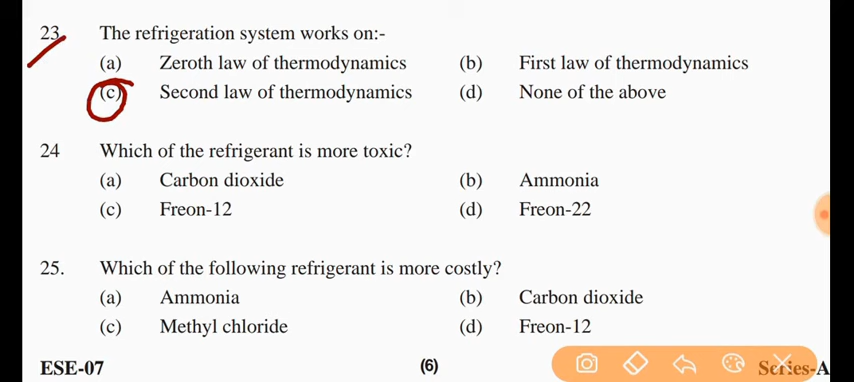 23. The refrigeration system works on:-
(a) Zeroth law of thermodynamics (b) First law of thermodynamics
(c) Second law of thermodynamics (d) None of the above
24 Which of the refrigerant is more toxic?
(a) Carbon dioxide (b) Ammonia
(c) Freon-12 (d) Freon-22
25. Which of the following refrigerant is more costly?
(a) Ammonia (b) Carbon dioxide
(c) Methyl chloride (d) Freon-12
ESE-07 (6) Series-A